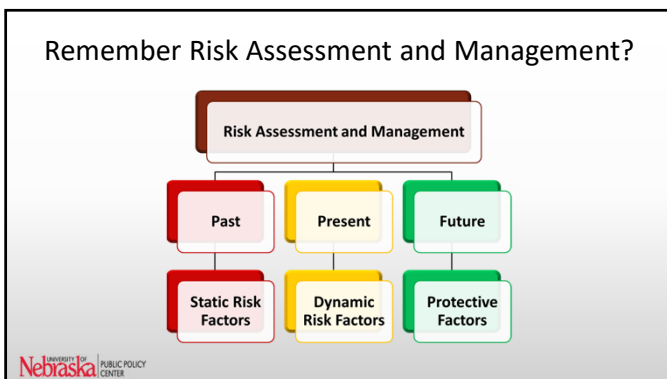 Remember Risk Assessment and Management?
Risk Assessment and Management
Past
Present
Future
Static Risk
Factors
Dynamic
Risk Factors
Protective
Factors
UNIVERSITY OF
Nebraska
PUBLIC POLICY
CENTER